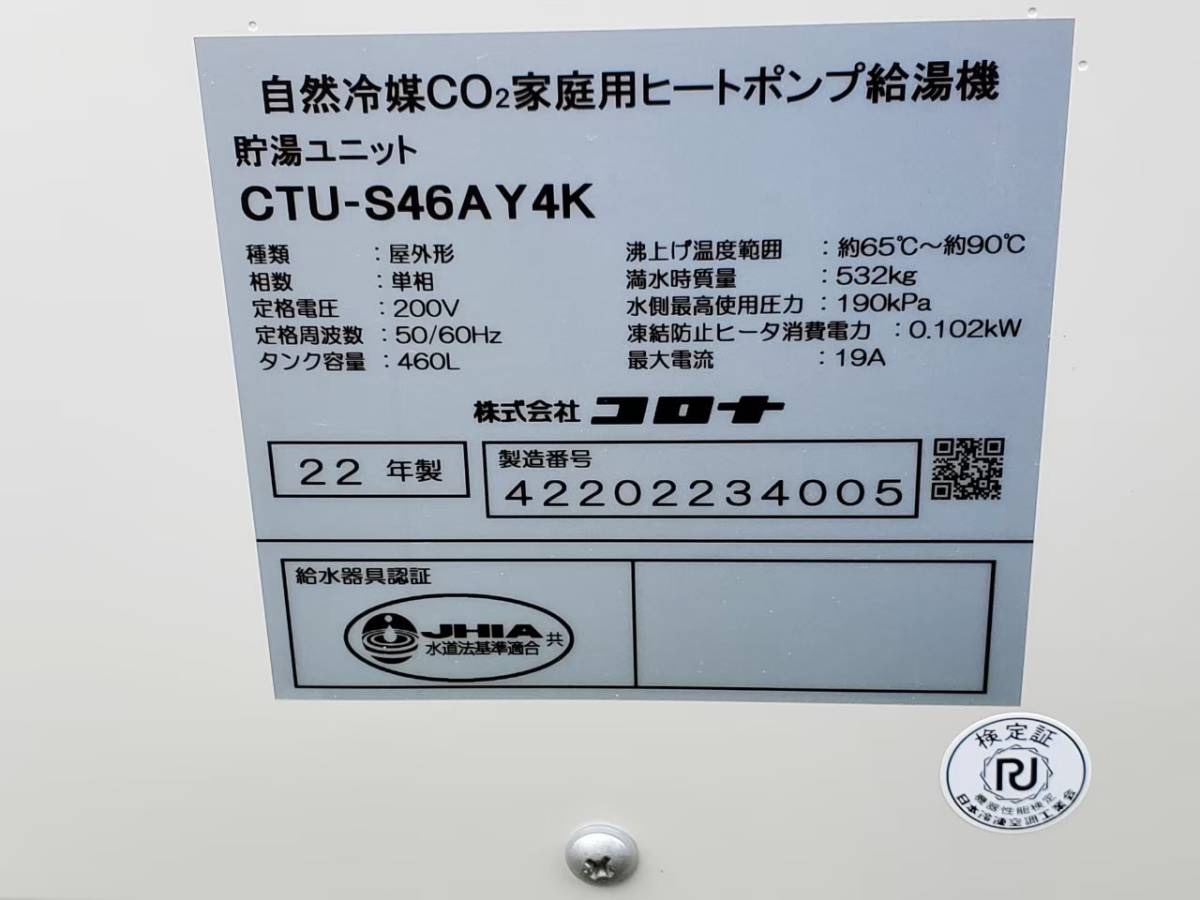 自然冷媒CO₂家庭用ヒートポンプ給湯機
貯湯ユニット
CTU-S46AY4K
種類 : 屋外形
相数 : 単相
定格電圧 : 200V
定格周波数 : 50/60Hz
タンク容量 : 460L
沸上げ温度範囲 : 約65℃~約90℃
満水時質量 : 532kg
水側最高使用圧力 : 190kPa
凍結防止ヒータ消費電力 : 0.102kW
最大電流 : 19A
株式会社 コロナ
22 年製
製造番号
42202234005
給水器具認証
JHIA
水道法基準適合 共
検定証
RJ
機器性能検定
日本冷凍空調工業会